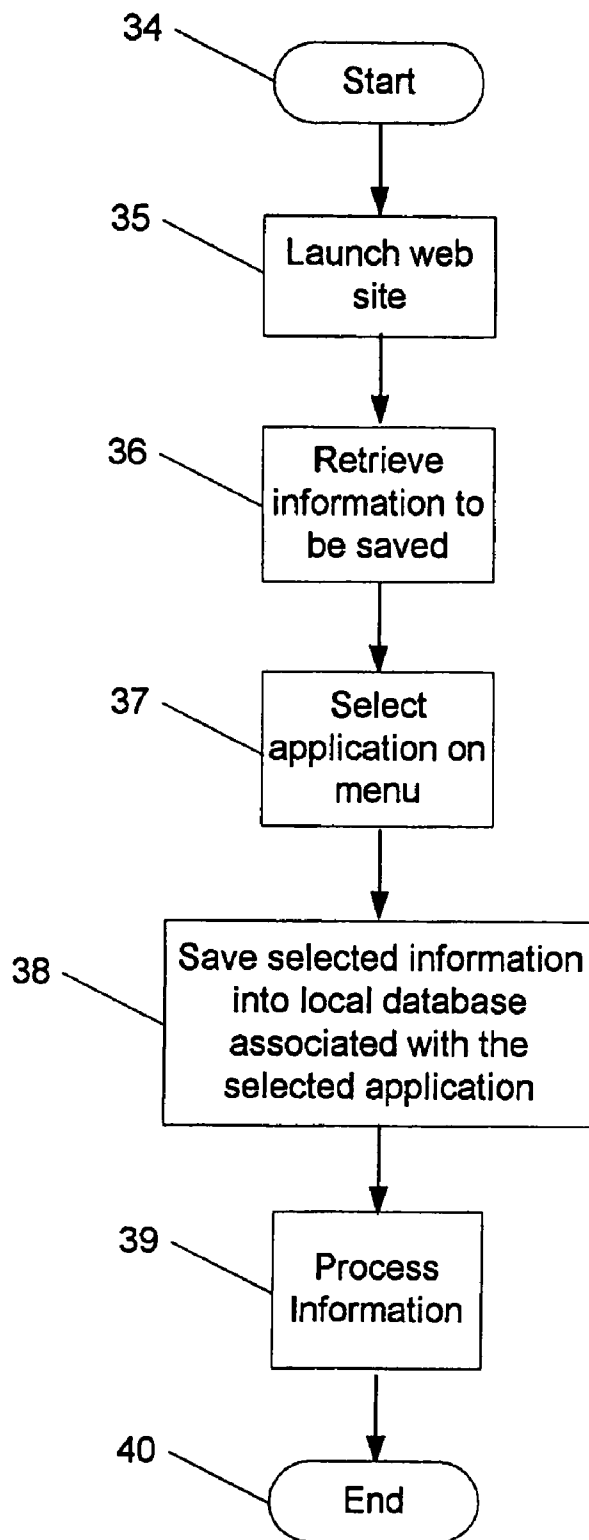 34
Start
35
Launch web
site
36
Retrieve
information to
be saved
37
Select
application on
menu
38
Save selected information
into local database
associated with the
selected application
39
Process
Information
40
End